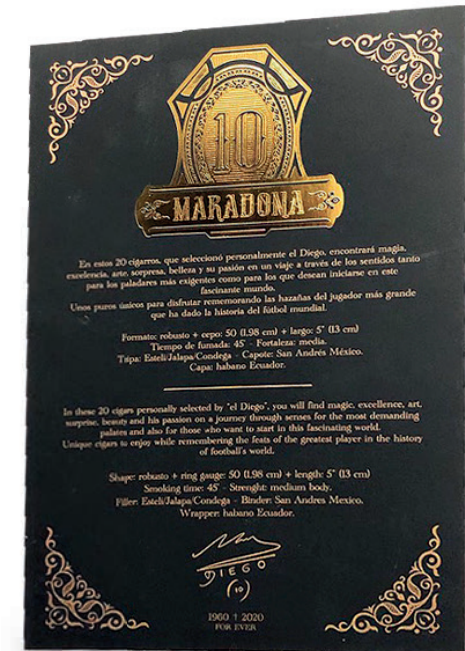 10
MARADONA
En estos 20 cigarros, que seleccionó personalmente el Diego, encontrará magia,
excelencia, arte, sorpresa, belleza y su pasión en un viaje a través de los sentidos tanto
para los paladares más exigentes como para los que desean iniciarse en este
fascinante mundo.
Unos puros únicos para disfrutar rememorando las hazañas del jugador más grande
que ha dado la historia del fútbol mundial.
Formato: robusto + cepo: 50 (1.98 cm) + largo: 5" (13 cm)
Tiempo de fumada: 45' - Fortaleza: media.
Tripa: Estelí/Jalapa/Condega - Capote: San Andrés México.
Capa: habano Ecuador.
In these 20 cigars personally selected by "el Diego", you will find magic, excellence, art,
surprise, beauty and his passion on a journey through senses for the most demanding
palates and also for those who want to start in this fascinating world.
Unique cigars to enjoy while remembering the feats of the greatest player in the history
of football's world.
Shape: robusto + ring gauge: 50 (1.98 cm) + length: 5" (13 cm)
Smoking time: 45' - Strenght: medium body.
Filler: Estelí/Jalapa/Condega - Binder: San Andres Mexico.
Wrapper: habano Ecuador.
DIEGO
(10)
1960 † 2020
FOR EVER